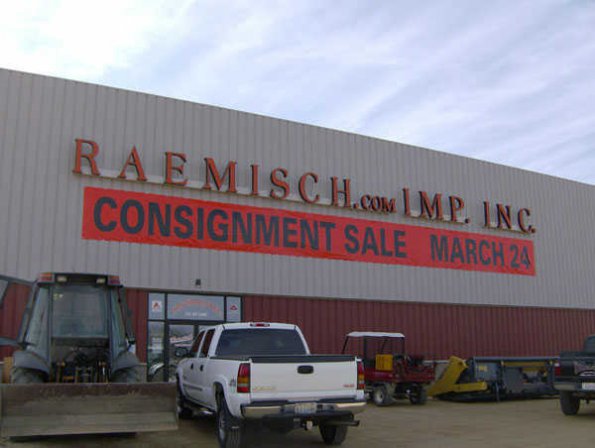 RAEMISCH.COM IMP. INC.
CONSIGNMENT SALE MARCH 24